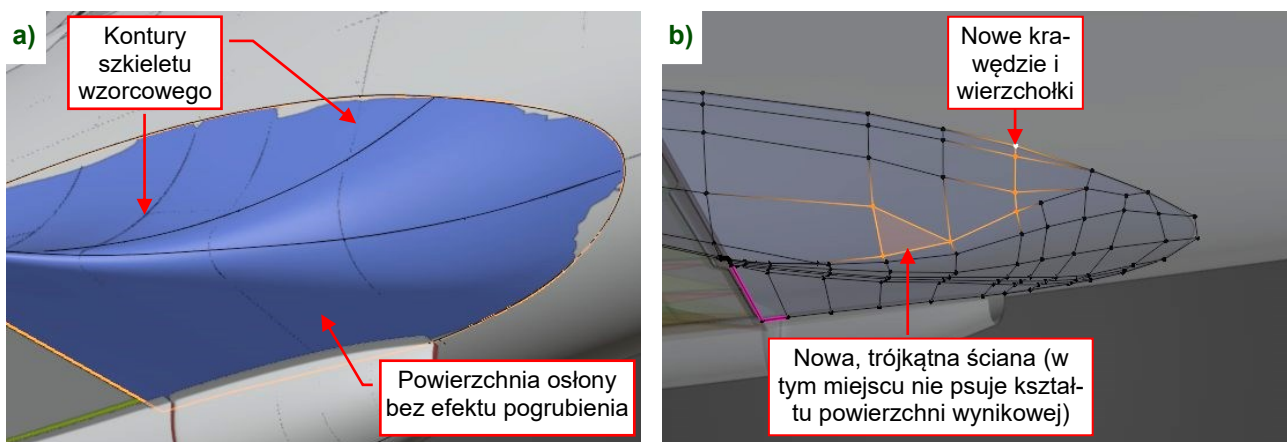 a)
Kontury
szkieletu
wzorcowego
Powierzchnia osłony
bez efektu pogrubienia
b)
Nowe kra-
wędzie i
wierzchołki
Nowa, trójkątna ściana (w
tym miejscu nie psuje kształ-
tu powierzchni wynikowej)